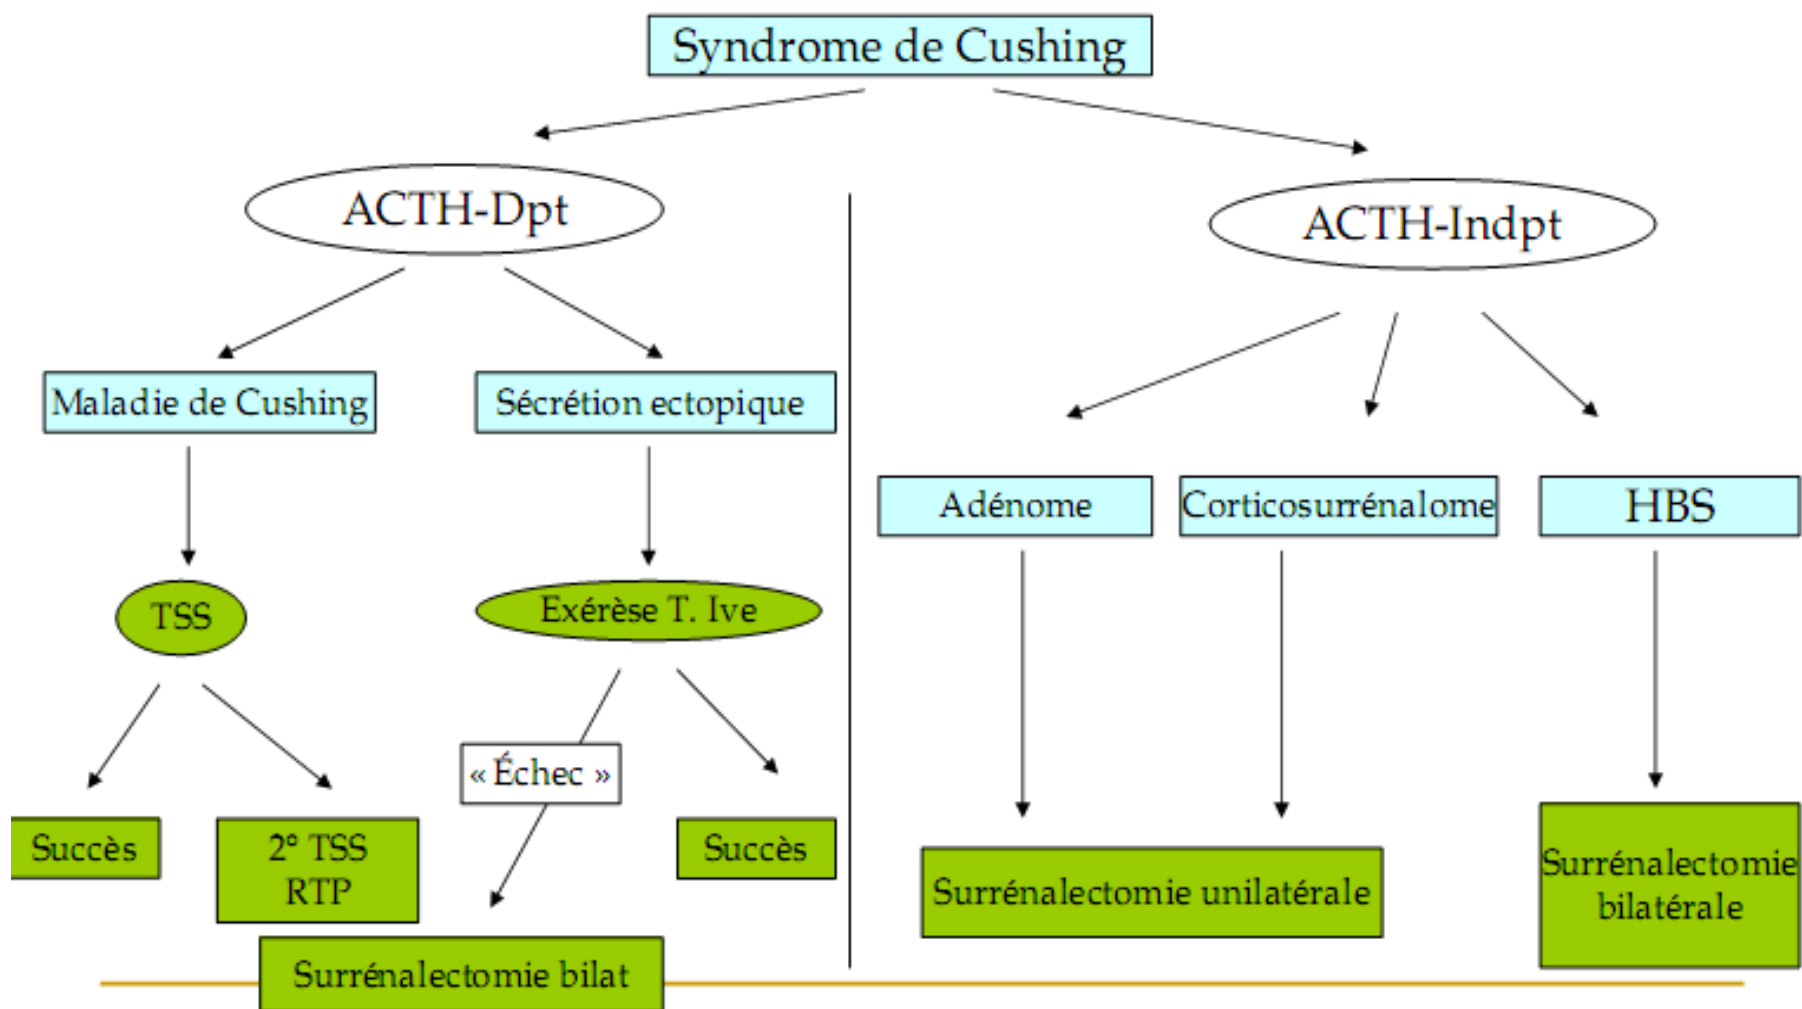 Syndrome de Cushing
ACTH-Dpt
ACTH-Indpt
Maladie de Cushing
Sécrétion ectopique
Adénome
Corticosurrénalome
HBS
TSS
Exérèse T. Ive
« Échec »
Succès
2° TSS
RTP
Succès
Surrénalectomie unilatérale
Surrénalectomie
bilatérale
Surrénalectomie bilat